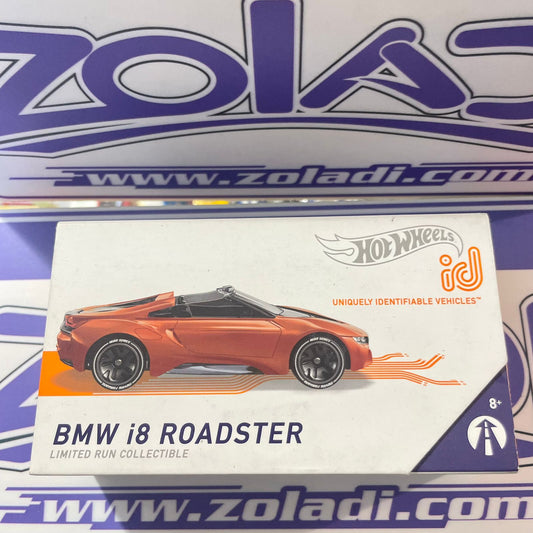 ZOLAD
www.zoladi.com
Hot Wheels
id
UNIQUELY IDENTIFIABLE VEHICLES™
BMW i8 ROADSTER
LIMITED RUN COLLECTIBLE
8+
www.zoladi.com